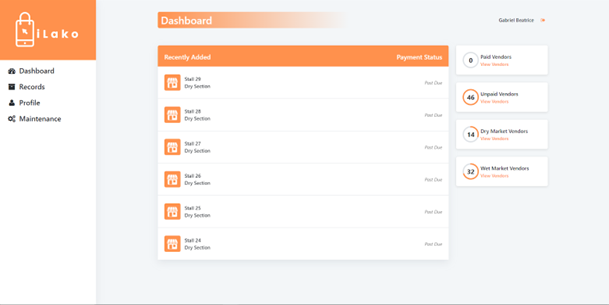 iLako
Dashboard
Records
Profile
Maintenance
Dashboard
Gabriel Beatrice
Recently Added Payment Status
Stall 29
Dry Section
Past Due
Stall 28
Dry Section
Past Due
Stall 27
Dry Section
Past Due
Stall 26
Dry Section
Past Due
Stall 25
Dry Section
Past Due
Stall 24
Dry Section
Past Due
0 Paid Vendors
View Vendors
46 Unpaid Vendors
View Vendors
14 Dry Market Vendors
View Vendors
32 Wet Market Vendors
View Vendors